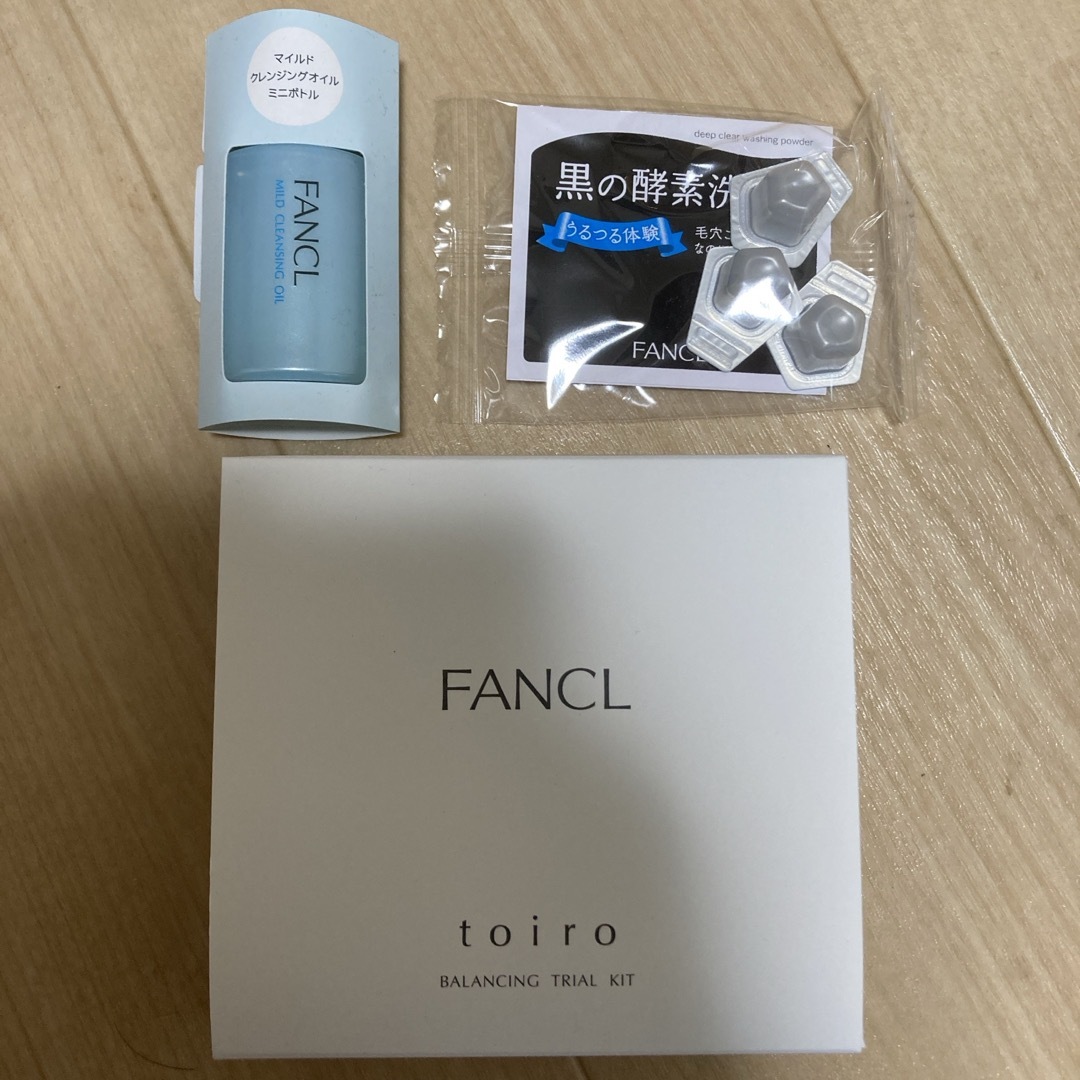 マイルド
クレンジングオイル
ミニボトル
FANCL
MILD CLEANSING OIL
deep clear washing powder
黒の酵素洗
うるつる体験
毛穴こ
なの
FANCL
FANCL
toiro
BALANCING TRIAL KIT